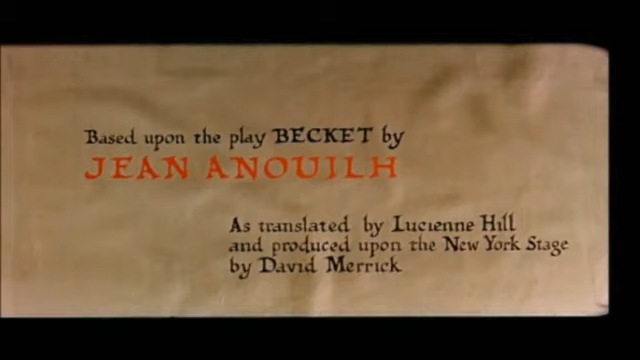 Based upon the play BECKET by
JEAN ANOUILH
As translated by Lucienne Hill
and produced upon the New York Stage
by David Merrick